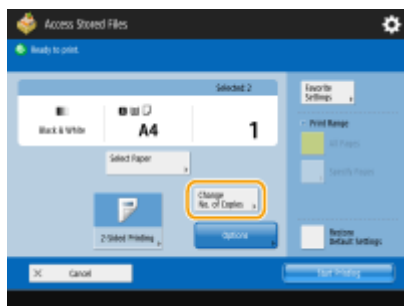 Access Stored Files
Ready to print.
Selected: 2
Black & White
A4
1
Select Paper
Change
No. of Copies
2-Sided Printing
Options
Favorite
Settings
Print Range
All Pages
Specify Pages
Restore
Default Settings
Cancel
Start Printing